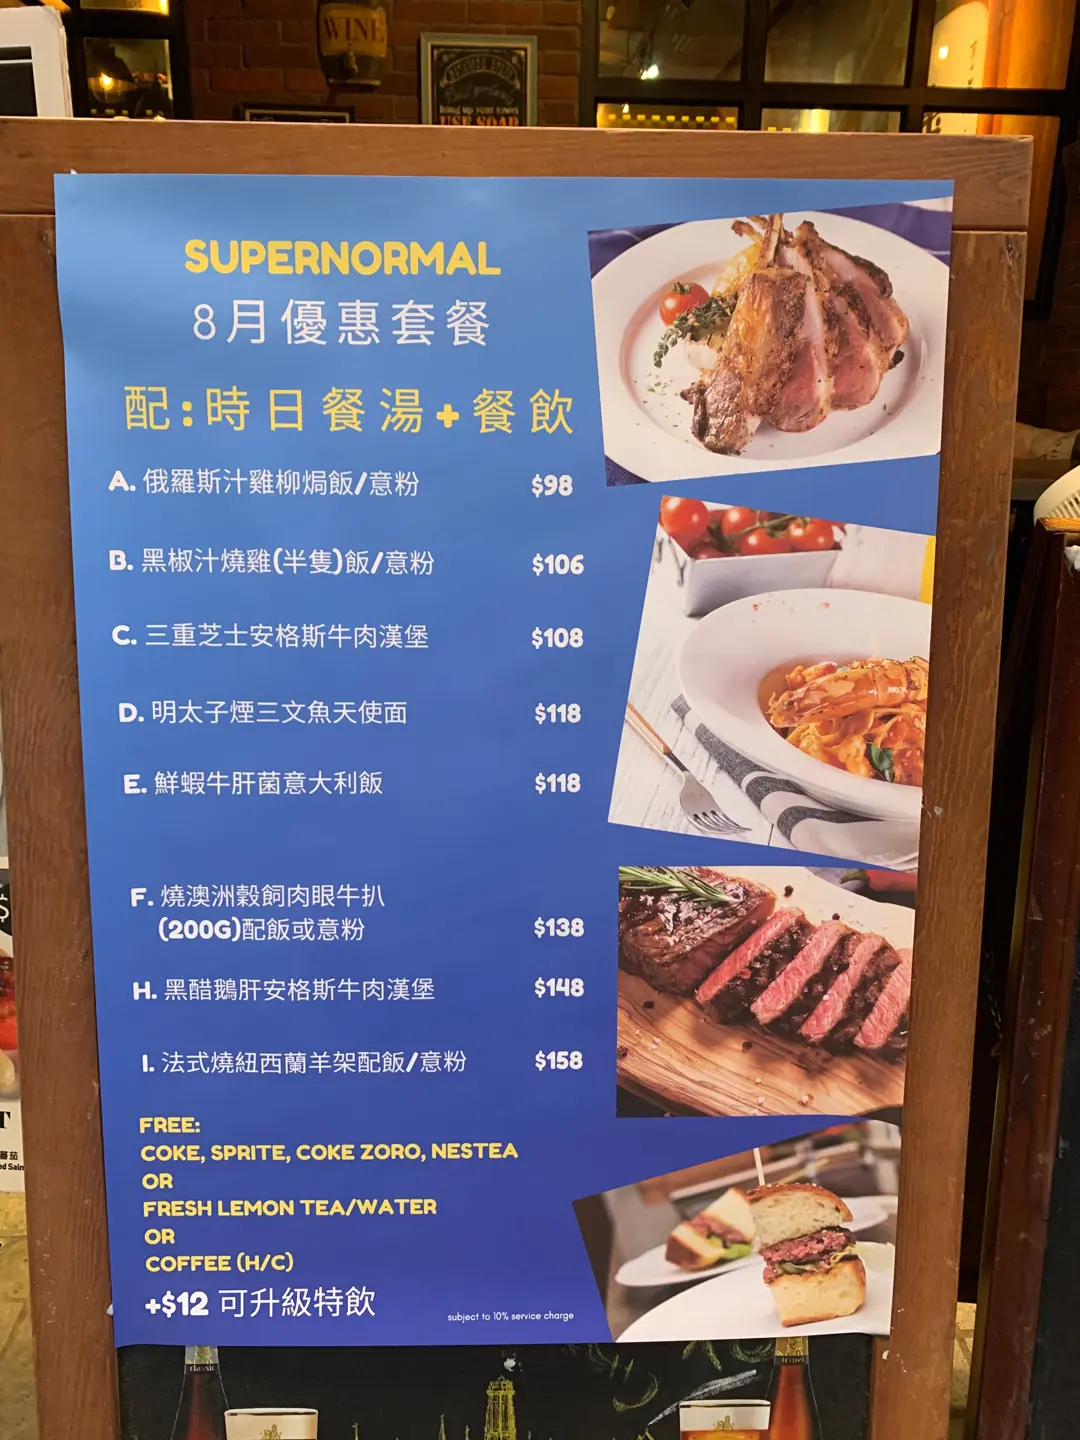 WINE
USE SOAP
SUPERNORMAL
8月優惠套餐
配:時日餐湯+餐飲
A. 俄羅斯汁雞柳焗飯/意粉 $98
B. 黑椒汁燒雞(半隻)飯/意粉 $106
C. 三重芝士安格斯牛肉漢堡 $108
D. 明太子煙三文魚天使面 $118
E. 鮮蝦牛肝菌意大利飯 $118
F. 燒澳洲穀飼肉眼牛扒
(200G)配飯或意粉 $138
H. 黑醋鵝肝安格斯牛肉漢堡 $148
I. 法式燒紐西蘭羊架配飯/意粉 $158
FREE:
COKE, SPRITE, COKE ZORO, NESTEA
OR
FRESH LEMON TEA/WATER
OR
COFFEE (H/C)
+$12 可升級特飲
subject to 10% service charge
蕃茄
classic
tripel